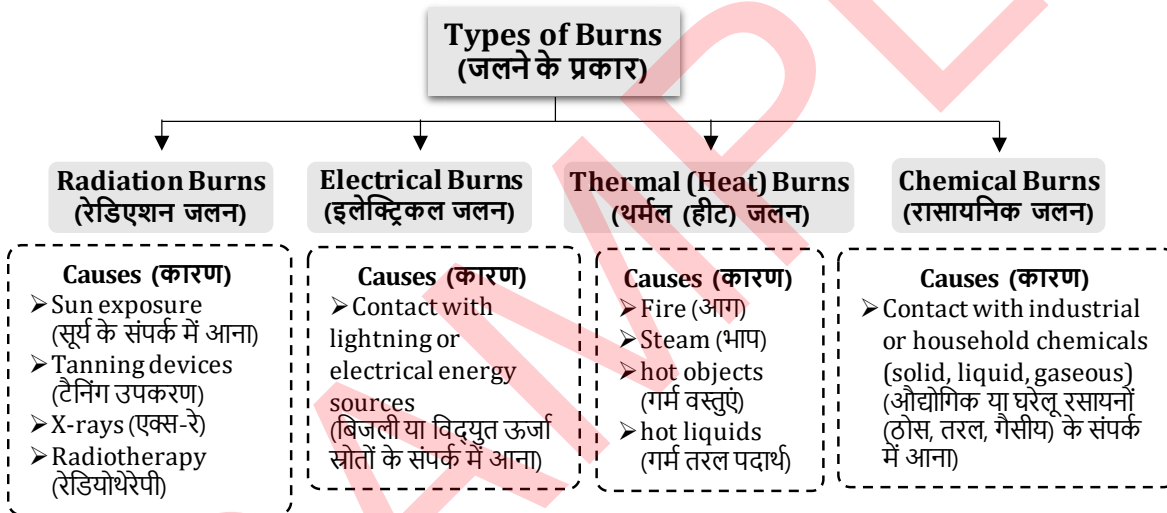 Types of Burns
(जलने के प्रकार)
Radiation Burns
(रेडिएशन जलन)
Electrical Burns
(इलेक्ट्रिकल जलन)
Thermal (Heat) Burns
(थर्मल (हीट) जलन)
Chemical Burns
(रासायनिक जलन)
Causes (कारण)
➢Sun exposure
(सूर्य के संपर्क में आना)
➢Tanning devices
(टैनिंग उपकरण)
➢X-rays (एक्स-रे)
➢Radiotherapy
(रेडियोथेरेपी)
Causes (कारण)
➢Contact with
lightning or
electrical energy
sources
(बिजली या विद्युत ऊर्जा
स्रोतों के संपर्क में आना)
Causes (कारण)
➢Fire (आग)
➢Steam (भाप)
➢hot objects
(गर्म वस्तुएं)
➢hot liquids
(गर्म तरल पदार्थ)
Causes (कारण)
➢Contact with industrial
or household chemicals
(solid, liquid, gaseous)
(औद्योगिक या घरेलू रसायनों
(ठोस, तरल, गैसीय) के संपर्क
में आना)